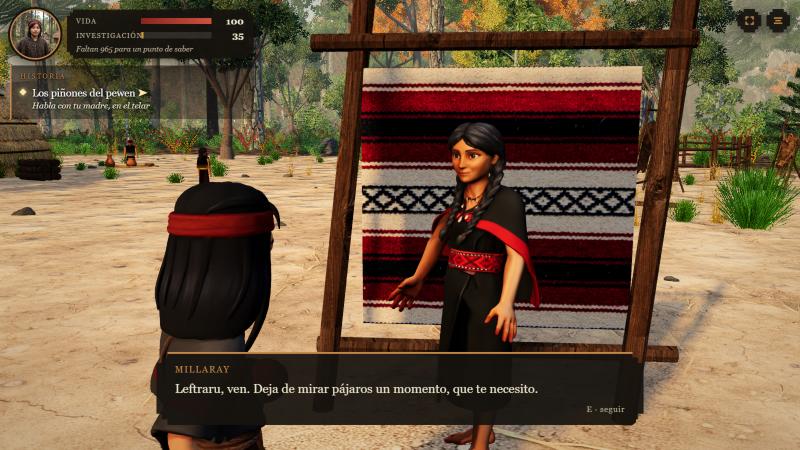 VIDA 100
INVESTIGACIÓN 35
Faltan 965 para un punto de saber
HISTORIA
Los piñones del pewen
Habla con tu madre, en el telar
MILLARAY
Leftraru, ven. Deja de mirar pájaros un momento, que te necesito.
E - seguir